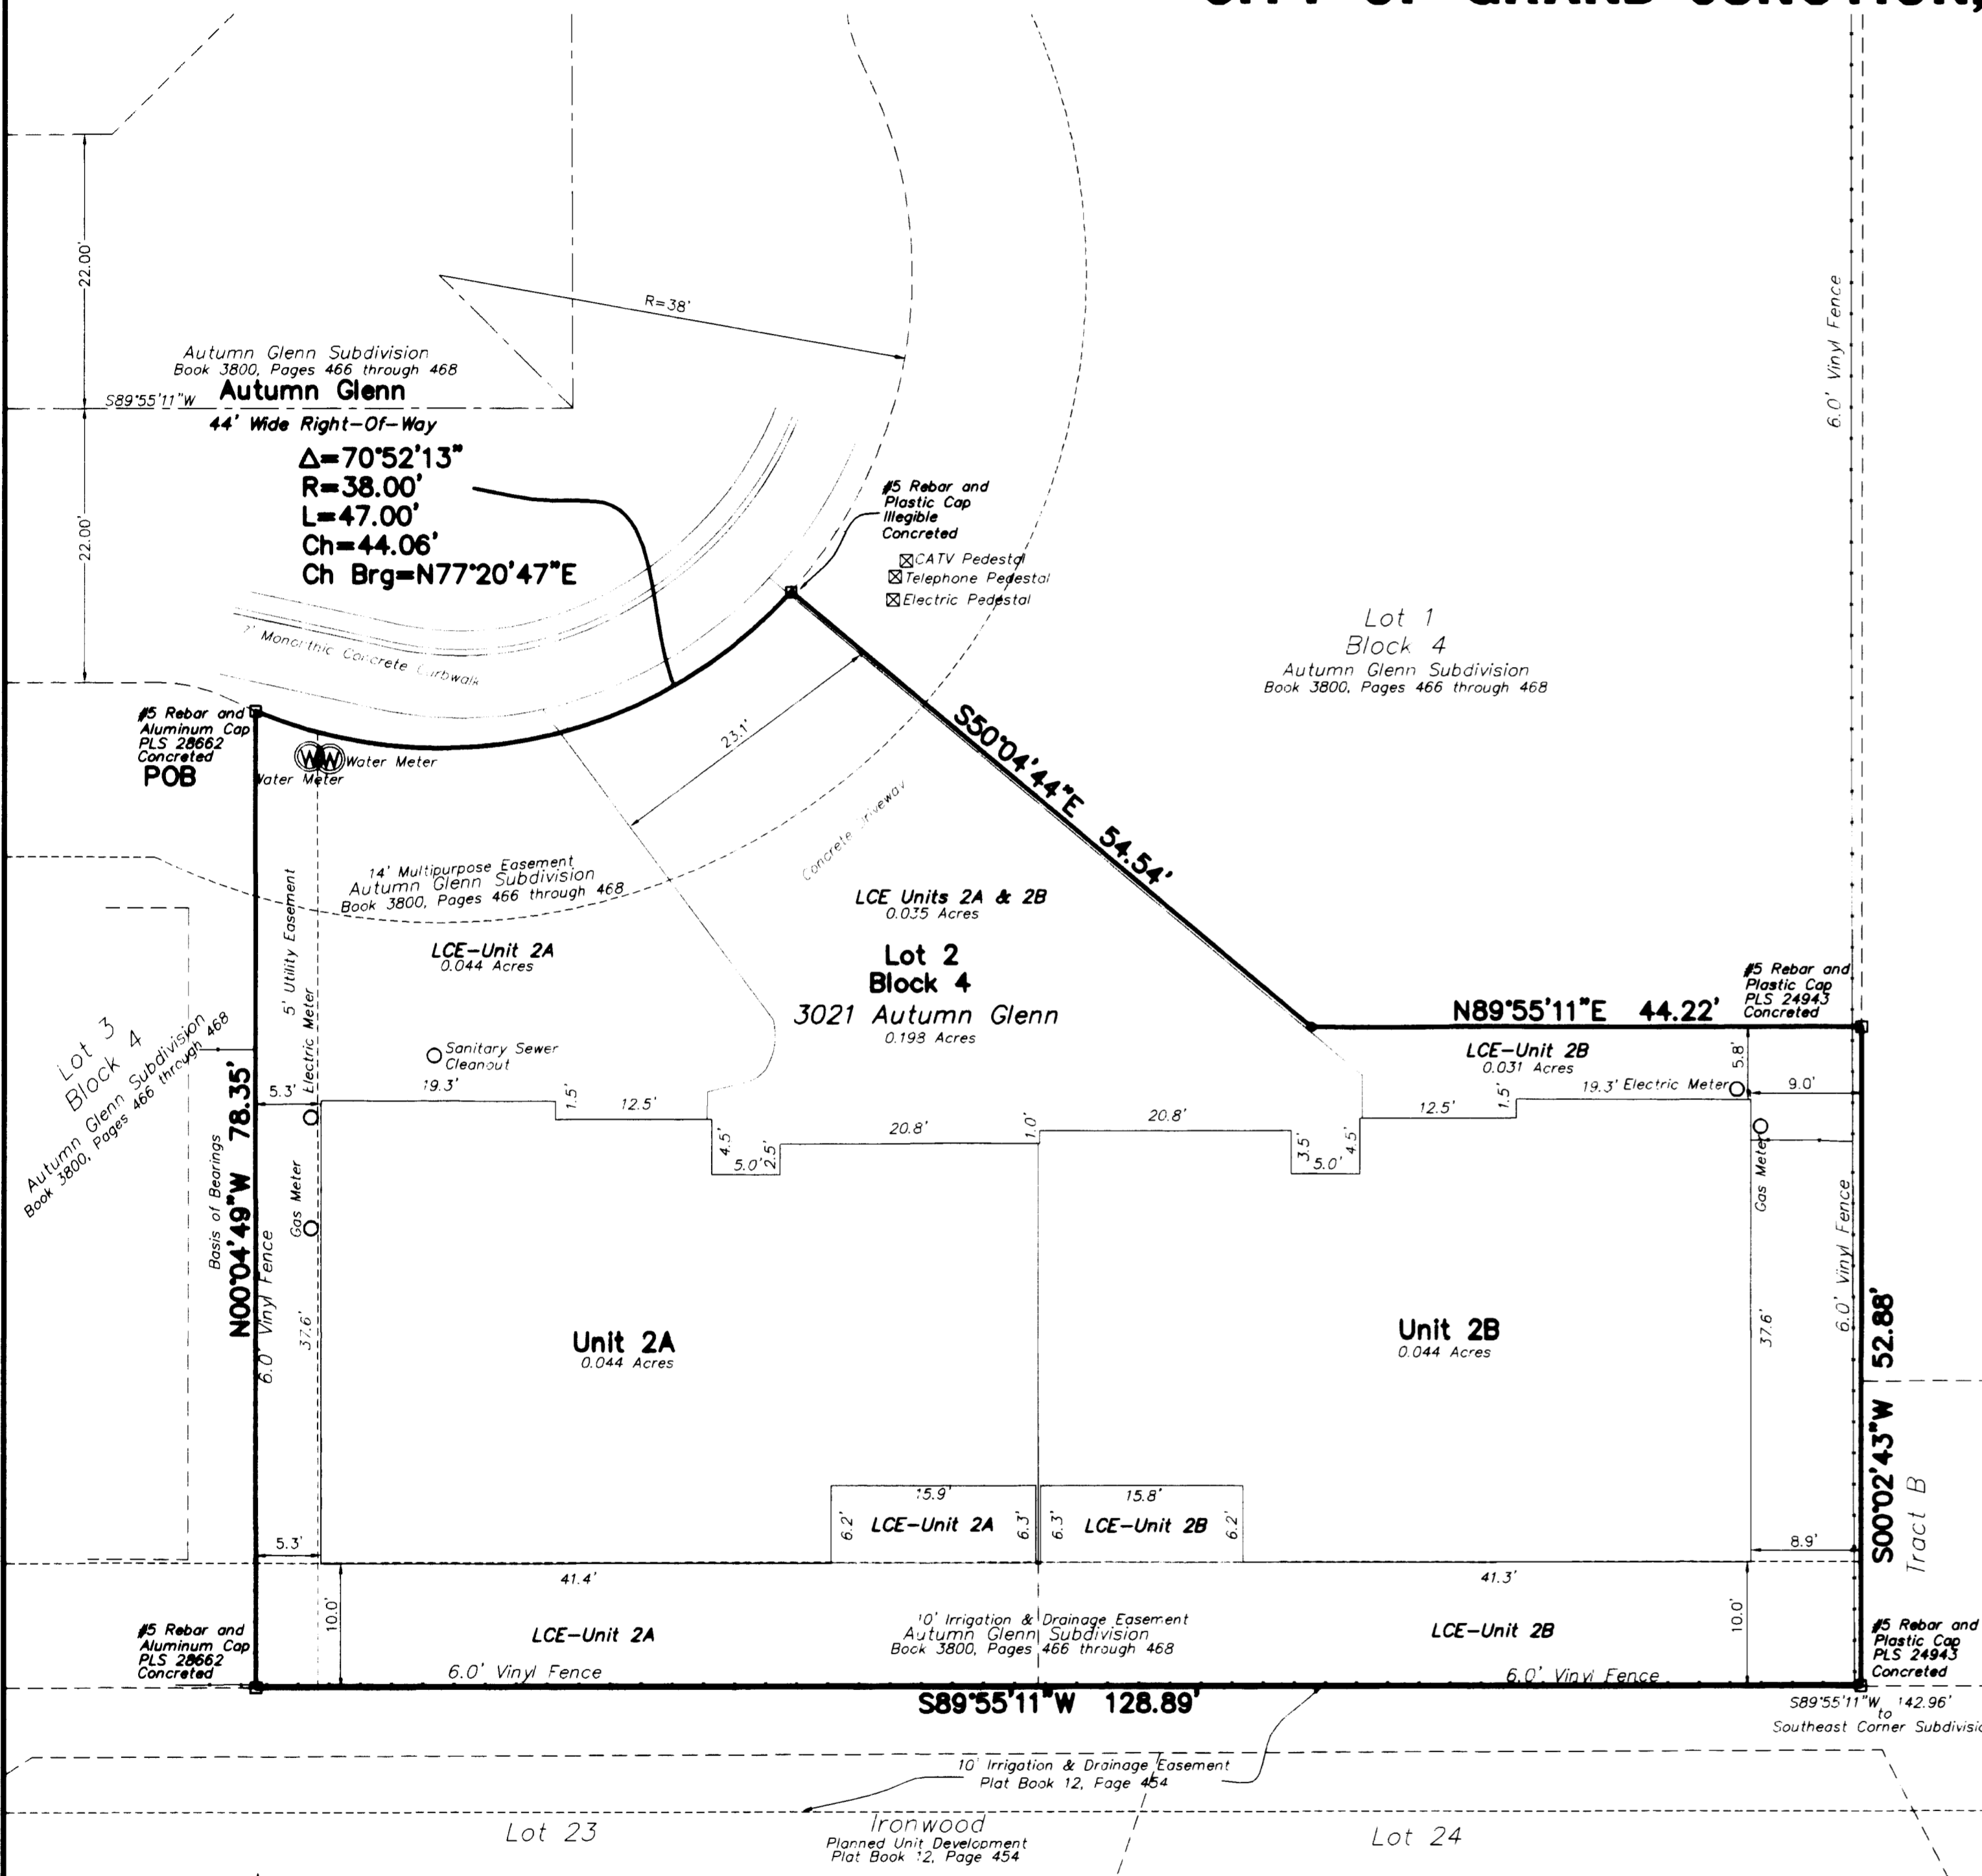 22.00'
R=38'
6.0' Vinyl Fence
Autumn Glenn Subdivision
Book 3800, Pages 466 through 468
S89°55'11"W
Autumn Glenn
44' Wide Right-Of-Way
22.00'
Δ=70°52'13"
R=38.00'
L=47.00'
Ch=44.06'
Ch Brg=N77°20'47"E
#5 Rebar and
Plastic Cap
Illegible
Concreted
CATV Pedestal
Telephone Pedestal
Electric Pedestal
Lot 1
Block 4
Autumn Glenn Subdivision
Book 3800, Pages 466 through 468
Concrete
#5 Rebar and
Aluminum Cap
PLS 28662
Concreted
POB
W W Water Meter
Water Meter
23.1'
S50°04'44"E 54.54'
Concrete
14' Multipurpose Easement
Autumn Glenn Subdivision
Book 3800, Pages 466 through 468
5' Utility Easement
LCE Units 2A & 2B
0.035 Acres
LCE-Unit 2A
0.044 Acres
Lot 2
Block 4
3021 Autumn Glenn
0.198 Acres
#5 Rebar and
Plastic Cap
PLS 24943
Concreted
N89°55'11"E 44.22'
Lot 3
Block 4
Autumn Glenn Subdivision
Book 3800, Pages 466 through 468
Electric Meter
Sanitary Sewer
Cleanout
LCE-Unit 2B
0.031 Acres
5.8'
5.3'
19.3'
1.5'
12.5'
4.5'
5.0'
2.5'
20.8'
1.0'
20.8'
3.5'
5.0'
4.5'
12.5'
1.5'
19.3' Electric Meter
9.0'
Basis of Bearings
N00°04'49"W 78.35'
6.0' Vinyl Fence
Gas Meter
37.6'
Unit 2A
0.044 Acres
Unit 2B
0.044 Acres
Gas Meter
37.6'
6.0' Vinyl Fence
S00°02'43"W 52.88'
Tract B
15.9'
6.2'
LCE-Unit 2A
6.3'
15.8'
6.3'
LCE-Unit 2B
6.2'
5.3'
8.9'
41.4'
41.3'
10.0'
10.0'
#5 Rebar and
Aluminum Cap
PLS 28662
Concreted
LCE-Unit 2A
10' Irrigation & Drainage Easement
Autumn Glenn Subdivision
Book 3800, Pages 466 through 468
LCE-Unit 2B
#5 Rebar and
Plastic Cap
PLS 24943
Concreted
6.0' Vinyl Fence
6.0' Vinyl Fence
S89°55'11"W 128.89'
S89°55'11"W 142.96'
to
Southeast Corner
10' Irrigation & Drainage Easement
Plat Book 12, Page 454
Lot 23
Ironwood
Planned Unit Development
Plat Book 12, Page 454
Lot 24